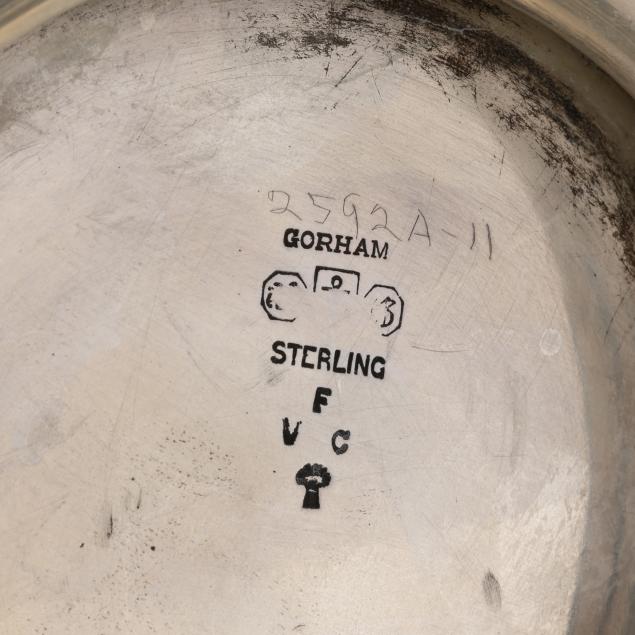 2592A-11
GORHAM
STERLING
F
V C